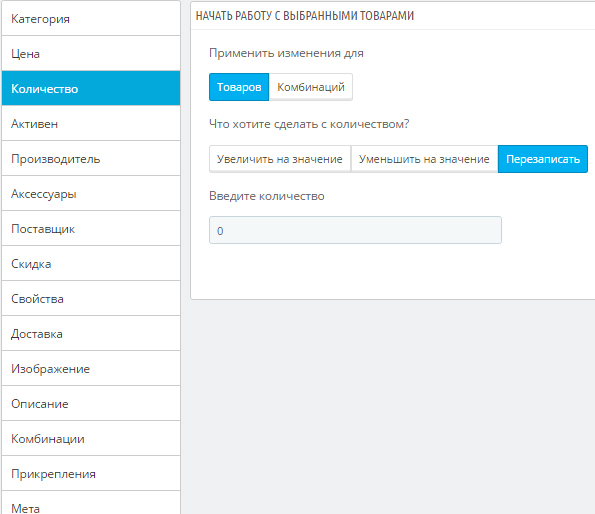 Категория
Цена
Количество
Активен
Производитель
Аксессуары
Поставщик
Скидка
Свойства
Доставка
Изображение
Описание
Комбинации
Прикрепления
Мета
НАЧАТЬ РАБОТУ С ВЫБРАННЫМИ ТОВАРАМИ
Применить изменения для
Товаров Комбинаций
Что хотите сделать с количеством?
Увеличить на значение Уменьшить на значение Перезаписать
Введите количество
0